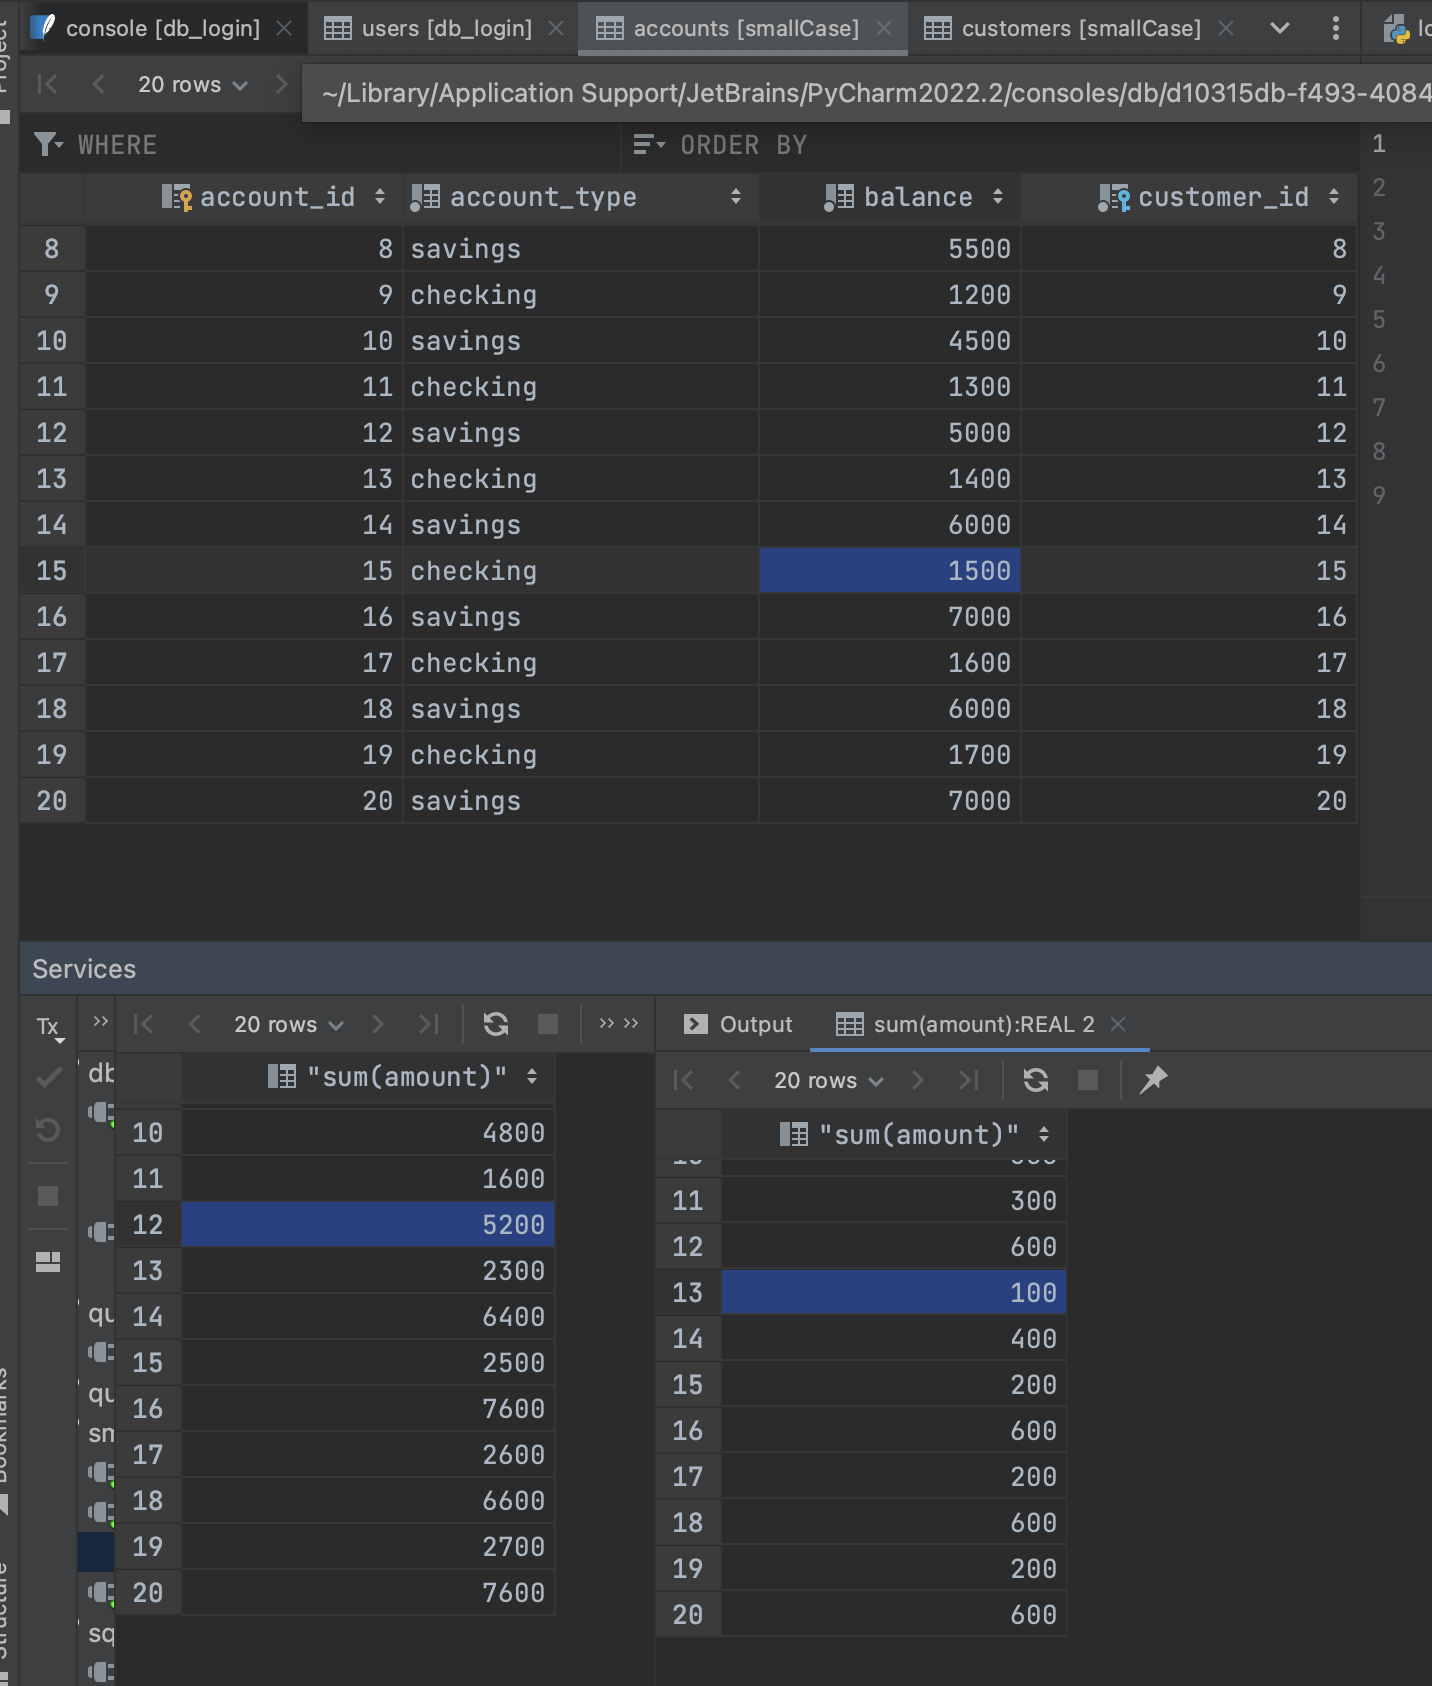 console [db_login]
users [db_login]
accounts [smallCase]
customers [smallCase]
Project
20 rows
~/Library/Application Support/JetBrains/PyCharm2022.2/consoles/db/d10315db-f493-4084
WHERE
ORDER BY
account_id account_type balance customer_id
8 8 savings 5500 8
9 9 checking 1200 9
10 10 savings 4500 10
11 11 checking 1300 11
12 12 savings 5000 12
13 13 checking 1400 13
14 14 savings 6000 14
15 15 checking 1500 15
16 16 savings 7000 16
17 17 checking 1600 17
18 18 savings 6000 18
19 19 checking 1700 19
20 20 savings 7000 20
1
2
3
4
5
6
7
8
9
Services
Tx
db
qu
qu
sm
sq
20 rows
"sum(amount)"
10 4800
11 1600
12 5200
13 2300
14 6400
15 2500
16 7600
17 2600
18 6600
19 2700
20 7600
Output
sum(amount):REAL 2
20 rows
"sum(amount)"
11 300
12 600
13 100
14 400
15 200
16 600
17 200
18 600
19 200
20 600
Bookmarks
Structure